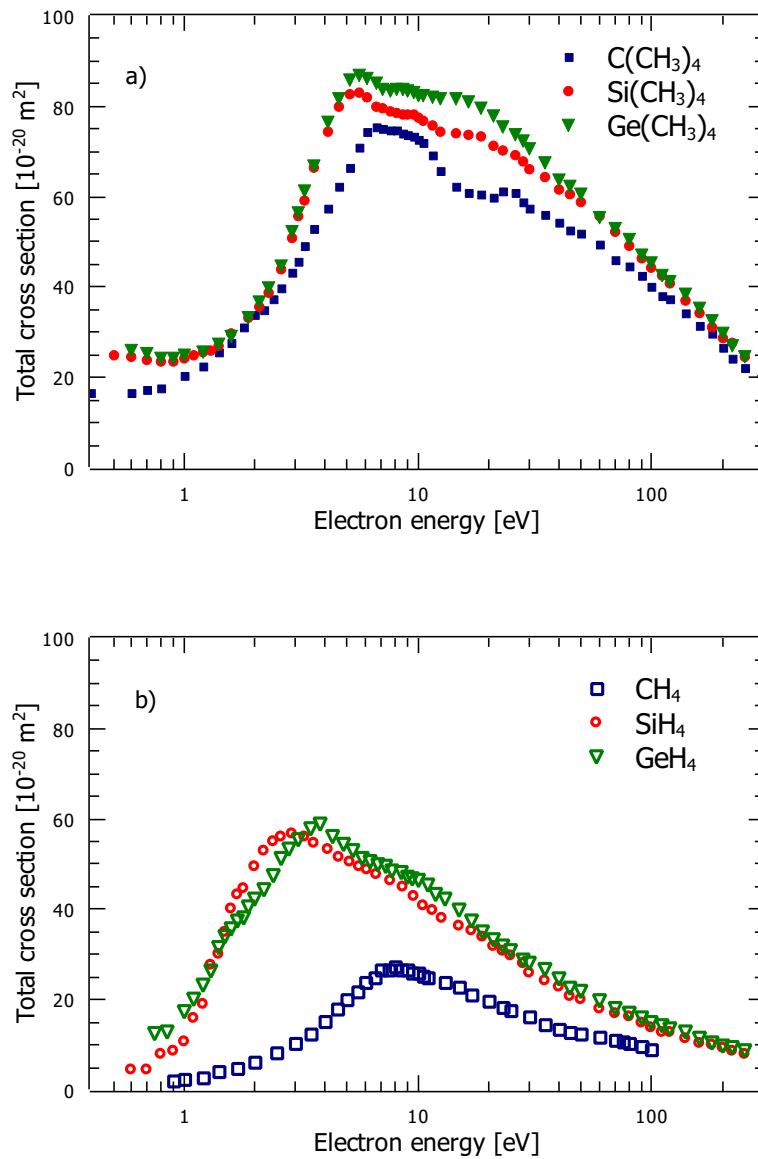 100
a)
C(CH₃)₄
Si(CH₃)₄
Ge(CH₃)₄
80
60
40
20
0
Total cross section [10⁻²⁰ m²]
1 10 100
Electron energy [eV]
100
b)
CH₄
SiH₄
GeH₄
80
60
40
20
0
Total cross section [10⁻²⁰ m²]
1 10 100
Electron energy [eV]